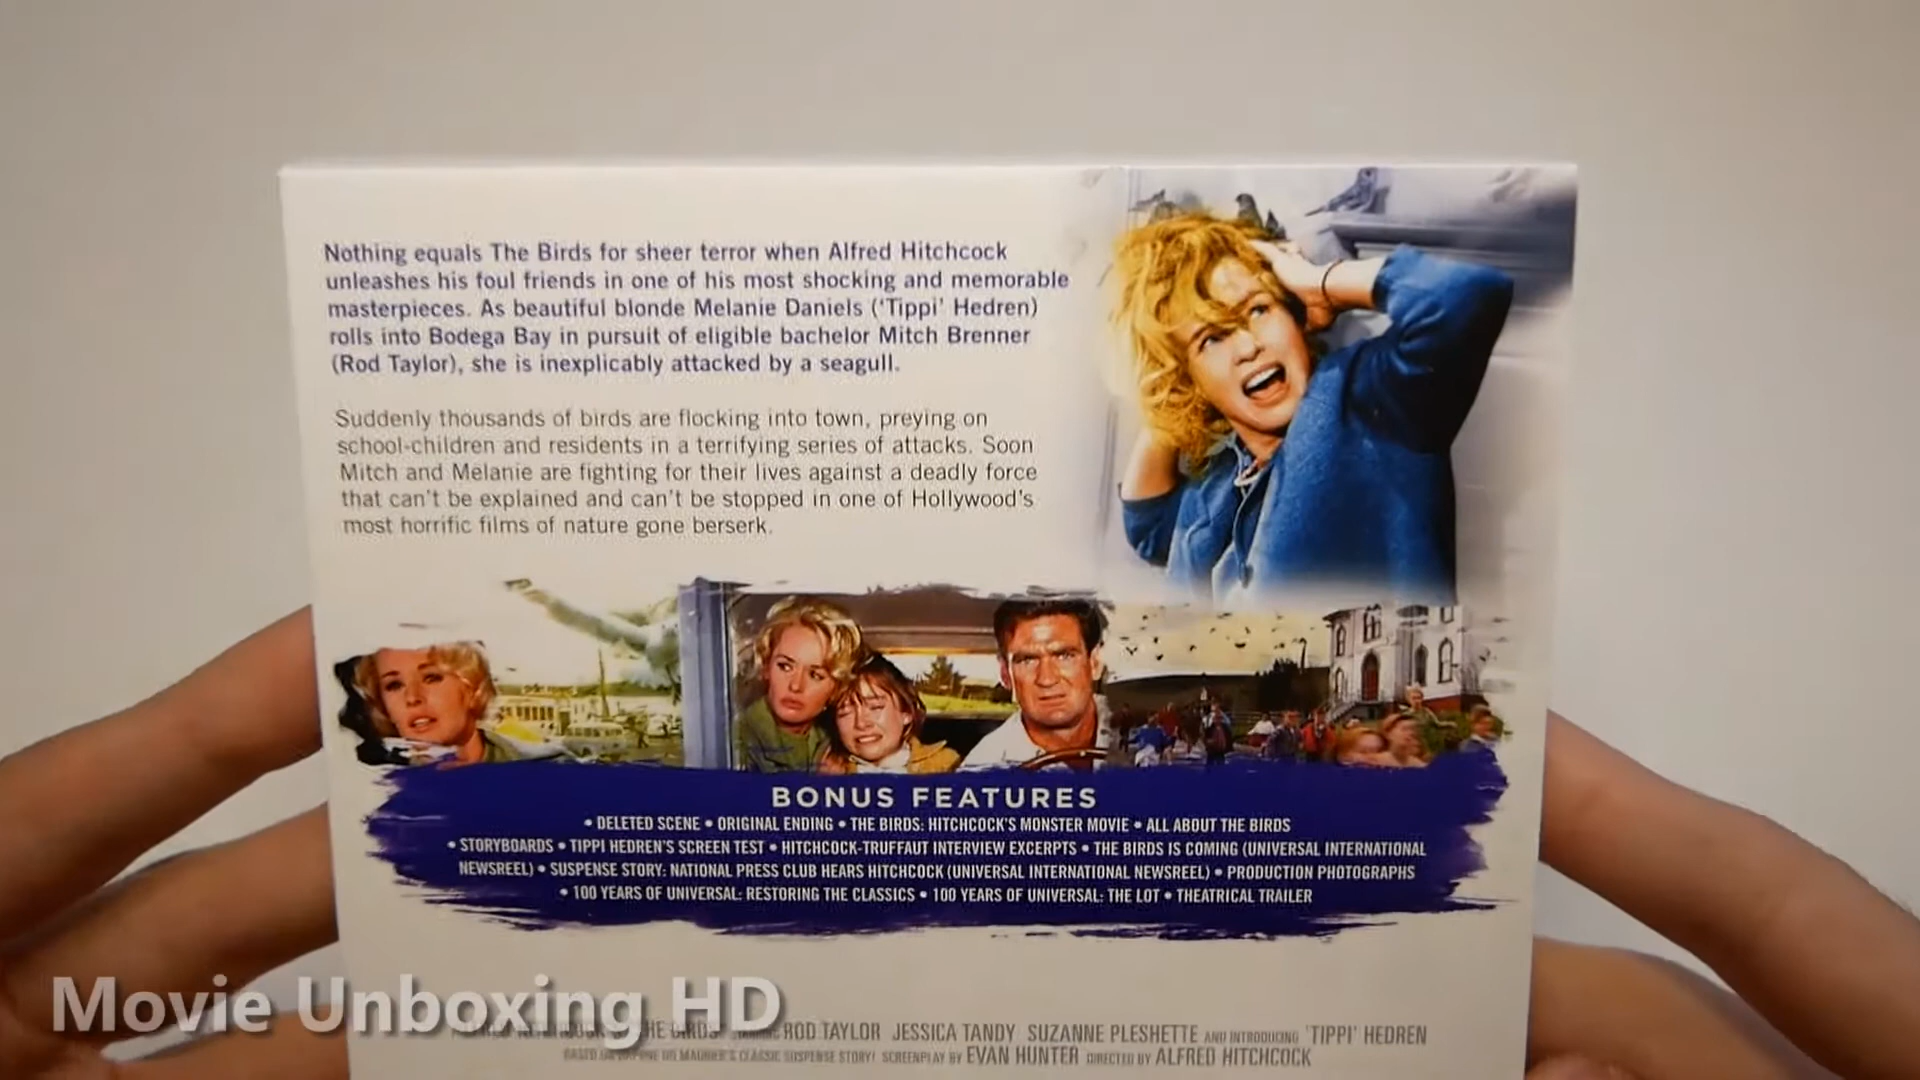 Nothing equals The Birds for sheer terror when Alfred Hitchcock
unleashes his foul friends in one of his most shocking and memorable
masterpieces. As beautiful blonde Melanie Daniels (‘Tippi’ Hedren)
rolls into Bodega Bay in pursuit of eligible bachelor Mitch Brenner
(Rod Taylor), she is inexplicably attacked by a seagull.
Suddenly thousands of birds are flocking into town, preying on
school-children and residents in a terrifying series of attacks. Soon
Mitch and Melanie are fighting for their lives against a deadly force
that can't be explained and can't be stopped in one of Hollywood's
most horrific films of nature gone berserk.
BONUS FEATURES
• DELETED SCENE • ORIGINAL ENDING • THE BIRDS: HITCHCOCK'S MONSTER MOVIE • ALL ABOUT THE BIRDS
• STORYBOARDS • TIPPI HEDREN'S SCREEN TEST • HITCHCOCK-TRUFFAUT INTERVIEW EXCERPTS • THE BIRDS IS COMING (UNIVERSAL INTERNATIONAL
NEWSREEL) • SUSPENSE STORY: NATIONAL PRESS CLUB HEARS HITCHCOCK (UNIVERSAL INTERNATIONAL NEWSREEL) • PRODUCTION PHOTOGRAPHS
• 100 YEARS OF UNIVERSAL: RESTORING THE CLASSICS • 100 YEARS OF UNIVERSAL: THE LOT • THEATRICAL TRAILER
Movie Unboxing HD
BIRDS" ROD TAYLOR JESSICA TANDY SUZANNE PLESHETTE AND INTRODUCING 'TIPPI' HEDREN
BASED ON CLASSIC SUSPENSE STORY! SCREENPLAY BY EVAN HUNTER DIRECTED BY ALFRED HITCHCOCK